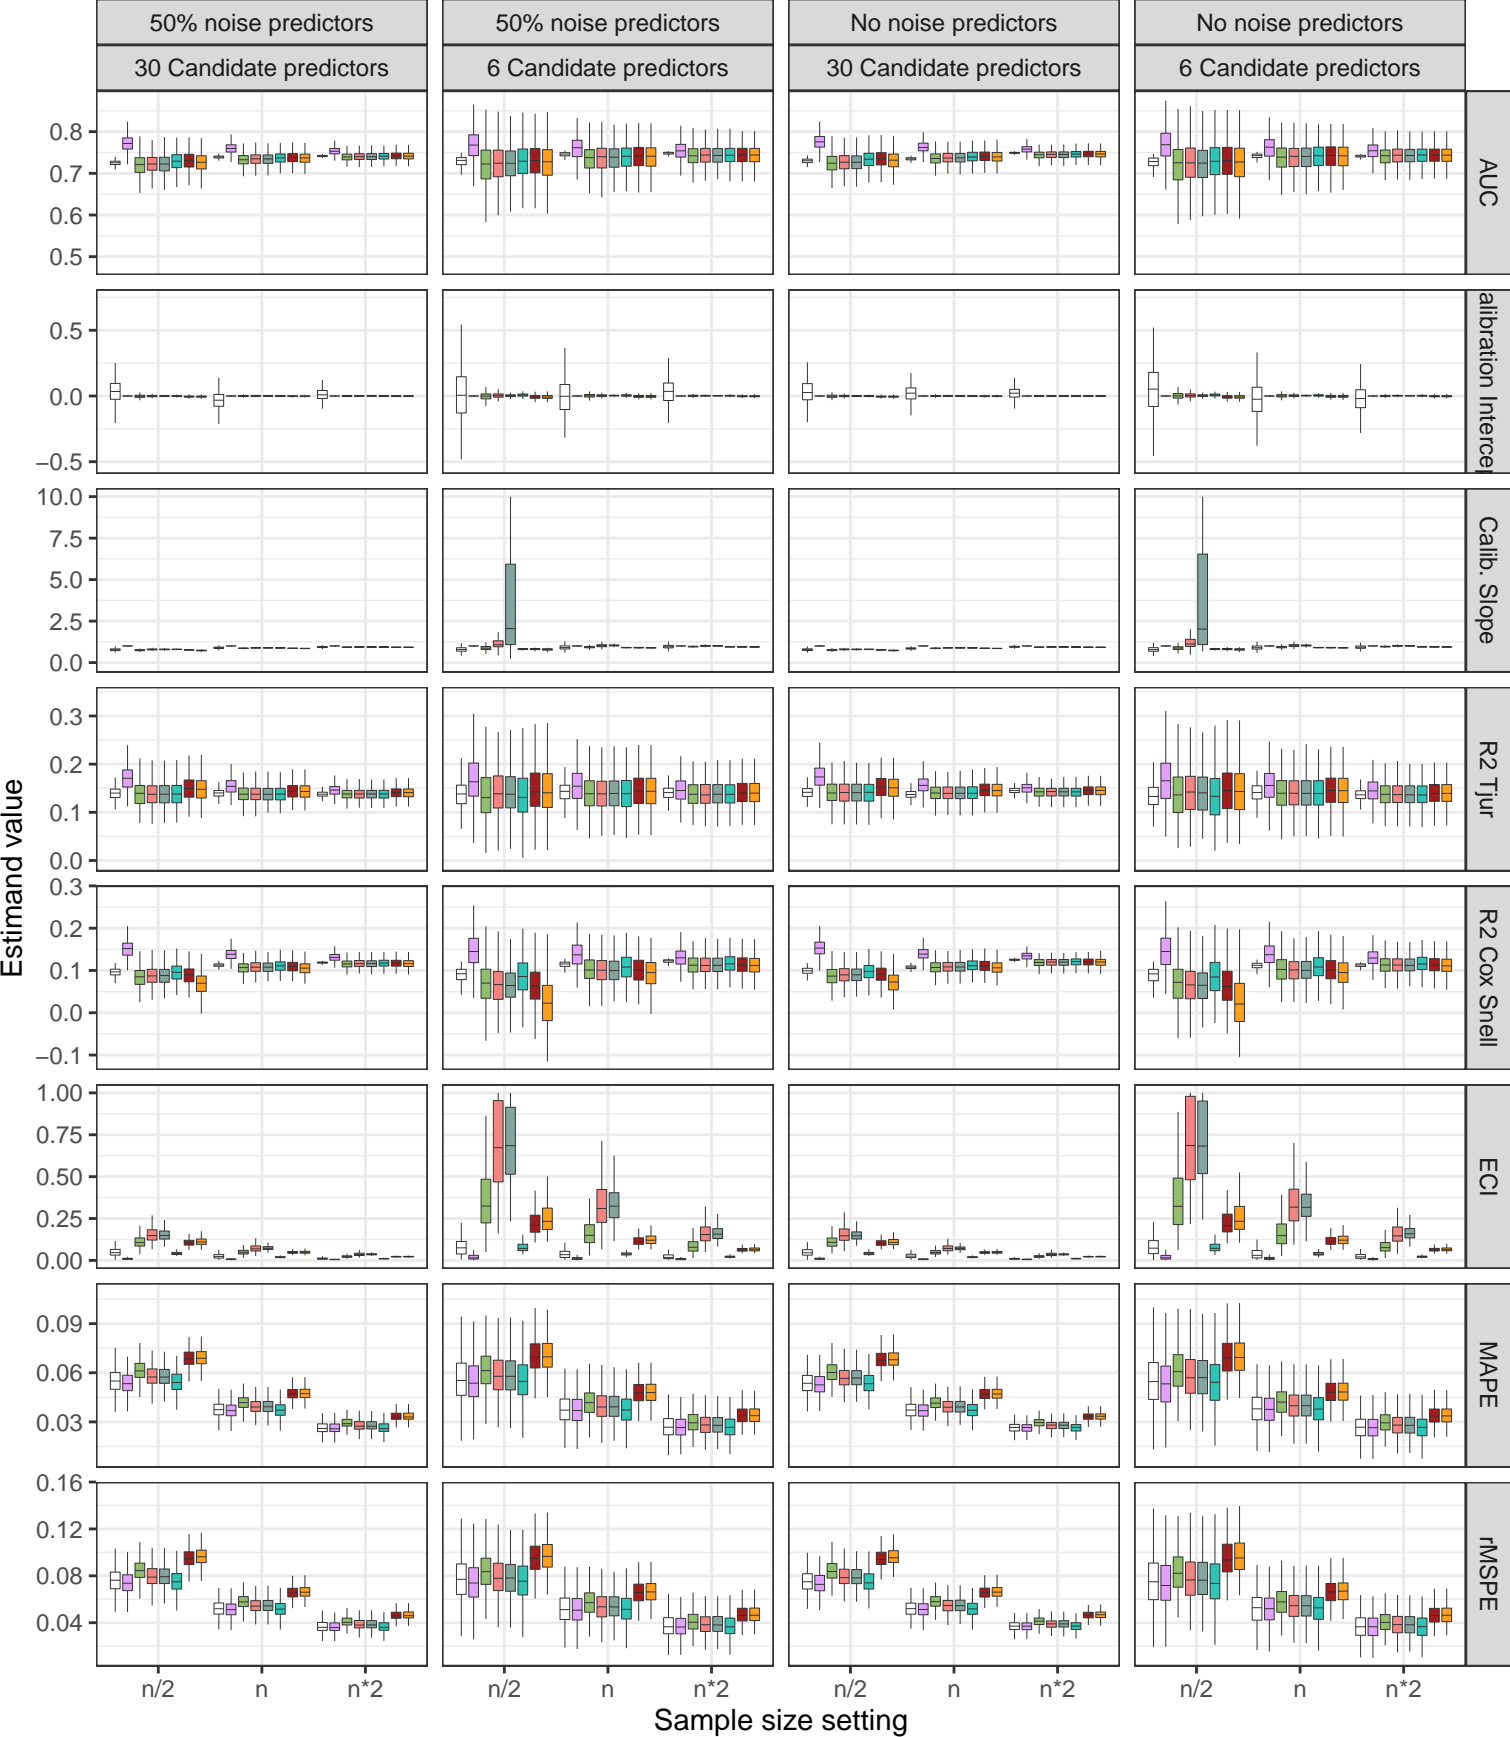 50% noise predictors
50% noise predictors
No noise predictors
No noise predictors
30 Candidate predictors
6 Candidate predictors
30 Candidate predictors
6 Candidate predictors
0.8
0.7
0.6
0.5
AUC
0.5
0.0
−0.5
alibration Intercep
10.0
7.5
5.0
2.5
0.0
Calib. Slope
0.3
0.2
0.1
0.0
R2 Tjur
0.3
0.2
0.1
0.0
−0.1
R2 Cox Snell
1.00
0.75
0.50
0.25
0.00
ECI
0.09
0.06
0.03
MAPE
0.16
0.12
0.08
0.04
rMSPE
Estimand value
n/2 n n*2
n/2 n n*2
n/2 n n*2
n/2 n n*2
Sample size setting